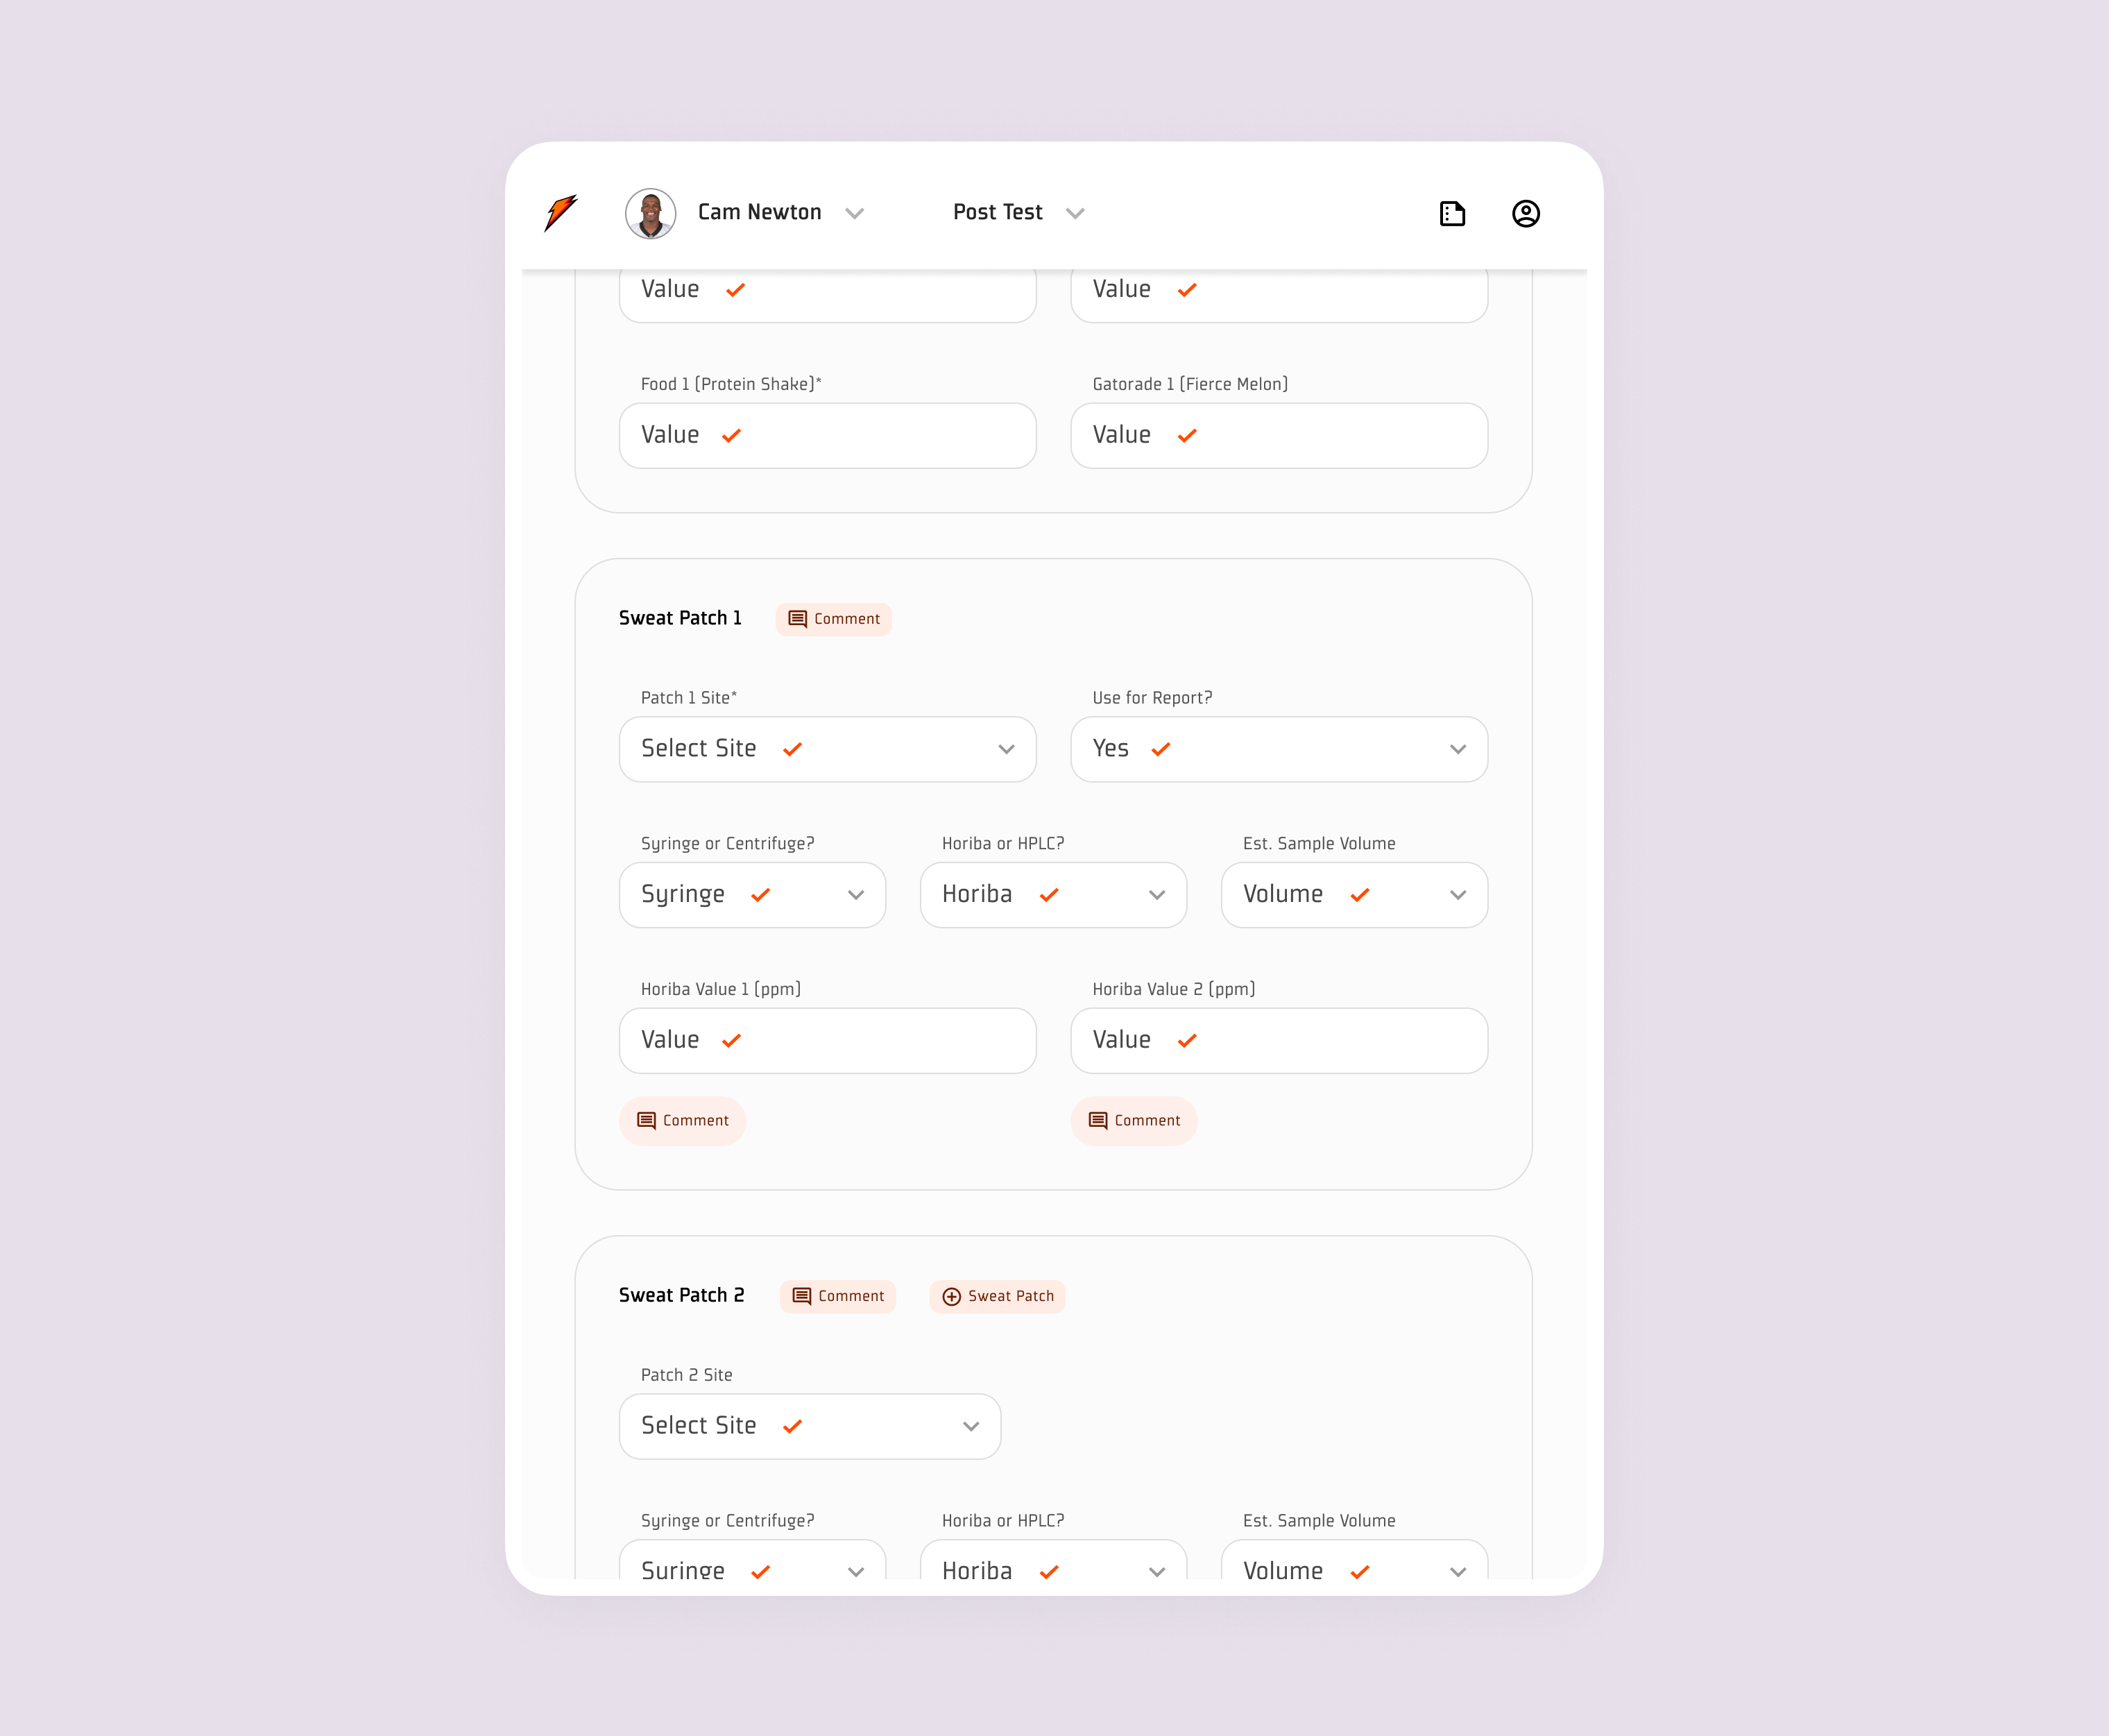 Cam Newton Post Test
Value Value
Food 1 (Protein Shake)* Gatorade 1 (Fierce Melon)
Value Value
Sweat Patch 1 Comment
Patch 1 Site* Use for Report?
Select Site Yes
Syringe or Centrifuge? Horiba or HPLC? Est. Sample Volume
Syringe Horiba Volume
Horiba Value 1 (ppm) Horiba Value 2 (ppm)
Value Value
Comment Comment
Sweat Patch 2 Comment Sweat Patch
Patch 2 Site
Select Site
Syringe or Centrifuge? Horiba or HPLC? Est. Sample Volume
Syringe Horiba Volume